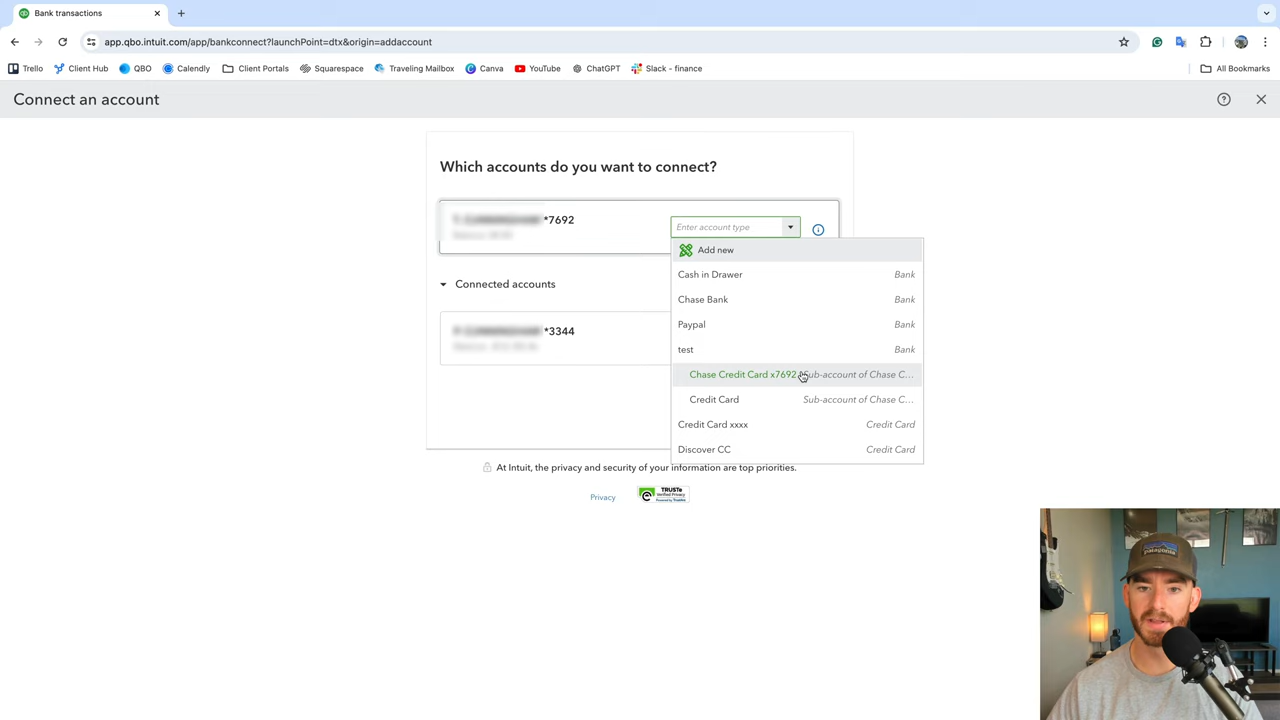 Bank transactions
app.qbo.intuit.com/app/bankconnect?launchPoint=dtx&origin=addaccount
Trello
Client Hub
QBO
Calendly
Client Portals
Squarespace
Traveling Mailbox
Canva
YouTube
ChatGPT
Slack – finance
All Bookmarks
Connect an account
Which accounts do you want to connect?
*7692
Enter account type
Add new
Cash in Drawer Bank
Chase Bank Bank
Paypal Bank
test Bank
Chase Credit Card x7692 Sub-account of Chase C...
Credit Card Sub-account of Chase C...
Credit Card xxxx Credit Card
Discover CC Credit Card
Connected accounts
*3344
At Intuit, the privacy and security of your information are top priorities.
Privacy
TRUSTe
Verified Privacy
patagonia